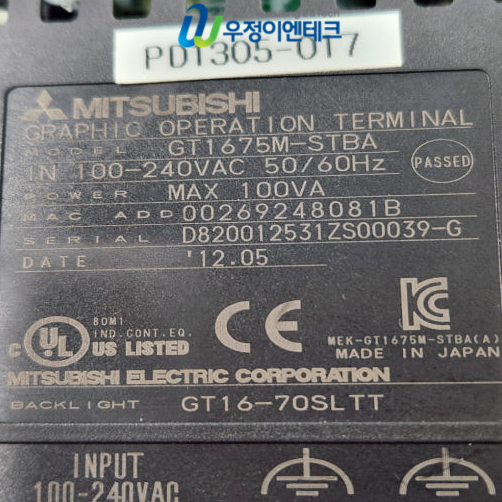 우정이엔테크
PD1305-017
MITSUBISHI
GRAPHIC OPERATION TERMINAL
MODEL GT1675M-STBA
IN 100-240VAC 50/60Hz PASSED
POWER MAX 100VA
MAC ADD 00269248081B
SERIAL D820012531ZS00039-G
DATE '12.05
80M1
IND.CONT.EQ.
C UL US LISTED
CE
MEK-GT1675M-STBA(A)
MADE IN JAPAN
MITSUBISHI ELECTRIC CORPORATION
BACKLIGHT GT16-70SLTT
INPUT
100-240VAC